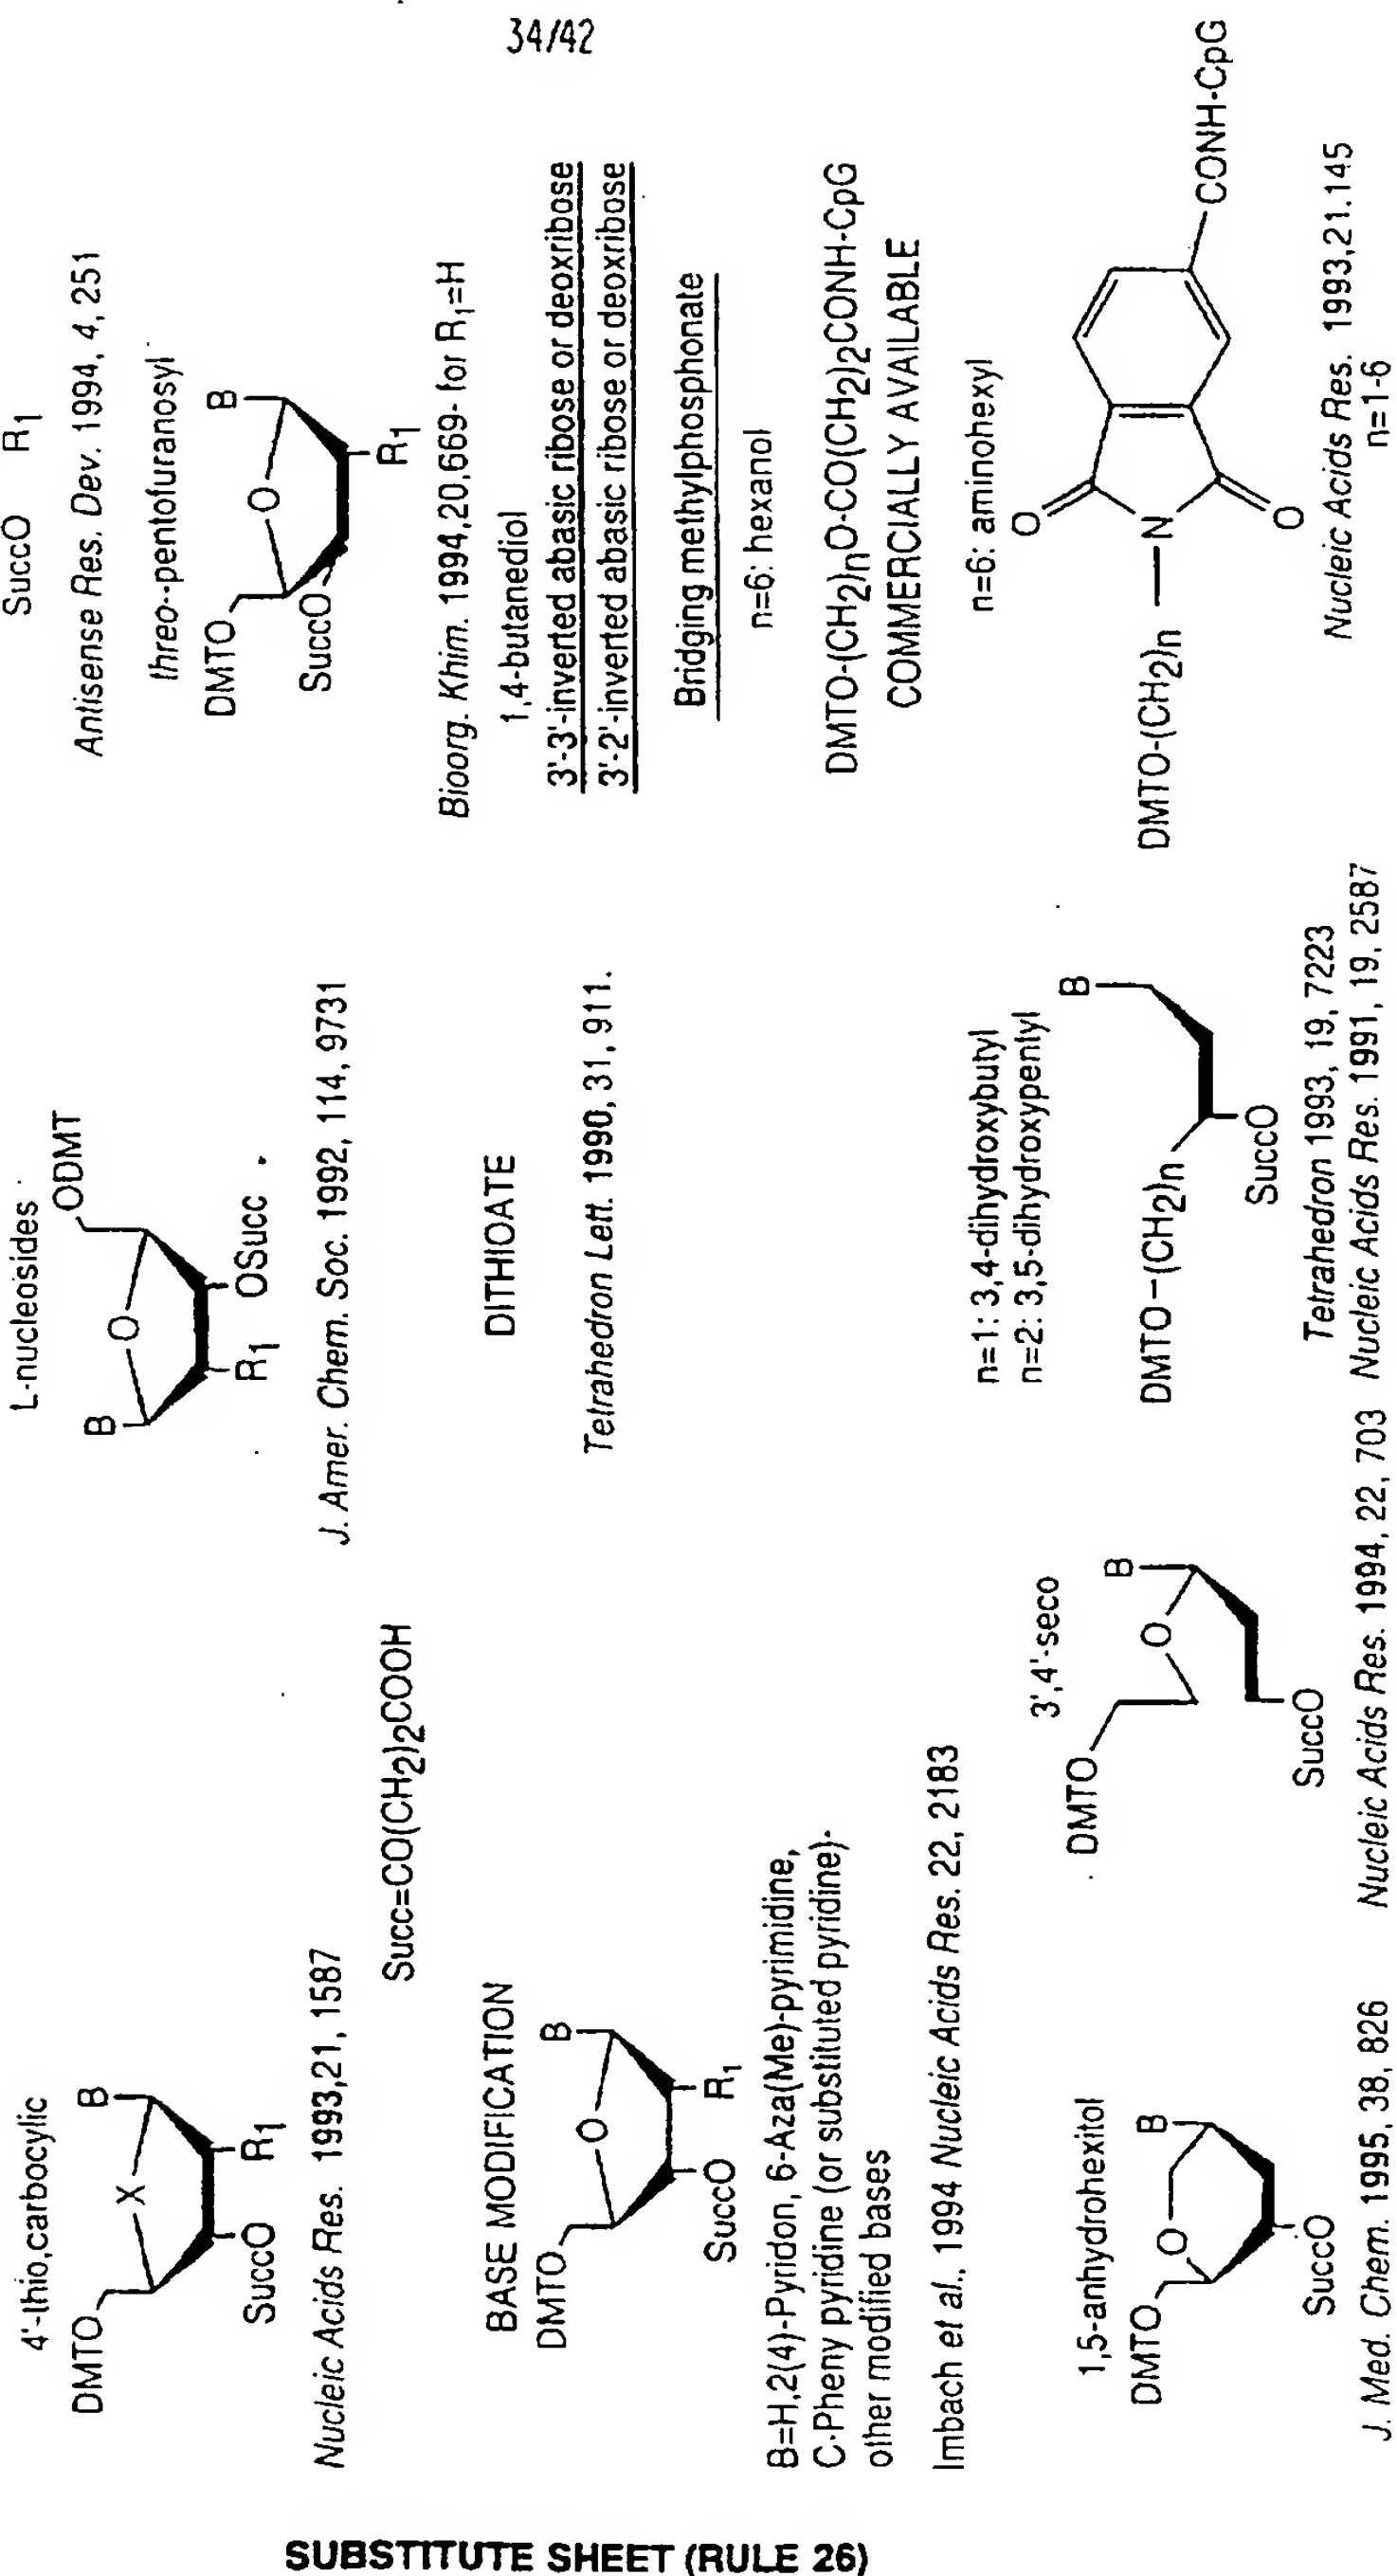 34/42
4'-thio,carbocylic
DMTO
X
B
SuccO
R1
Nucleic Acids Res. 1993,21, 1587
L-nucleosides
B
O
ODMT
R1
OSucc
J. Amer. Chem. Soc. 1992, 114, 9731
SuccO
R1
Antisense Res. Dev. 1994, 4, 251
Succ=CO(CH2)2COOH
threo--pentofuranosyl
DMTO
O
B
SuccO
R1
Bioorg. Khim. 1994,20,669- for R1=H
BASE MODIFICATION
DMTO
O
B
SuccO
R1
B=H,2(4)-Pyridon, 6-Aza(Me)-pyrimidine,
C-Pheny pyridine (or substituted pyridine)-
other modified bases
Imbach et al., 1994 Nucleic Acids Res. 22, 2183
DITHIOATE
Tetrahedron Lett. 1990, 31, 911.
1,4-butanediol
3'-3'-inverted abasic ribose or deoxribose
3'-2'-inverted abasic ribose or deoxribose
Bridging methylphosphonate
n=6: hexanol
DMTO-(CH2)nO-CO(CH2)2CONH-CpG
COMMERCIALLY AVAILABLE
1,5-anhydrohexitol
DMTO
O
B
SuccO
J. Med. Chem. 1995, 38, 826
3',4'-seco
DMTO
O
B
SuccO
Nucleic Acids Res. 1994, 22, 703
n=1: 3,4-dihydroxybutyl
n=2: 3,5-dihydroxypentyl
DMTO-(CH2)n
B
SuccO
Tetrahedron 1993, 19, 7223
Nucleic Acids Res. 1991, 19, 2587
n=6: aminohexyl
O
DMTO-(CH2)n
N
O
CONH-CpG
Nucleic Acids Res. 1993,21.145
n=1-6
SUBSTITUTE SHEET (RULE 26)